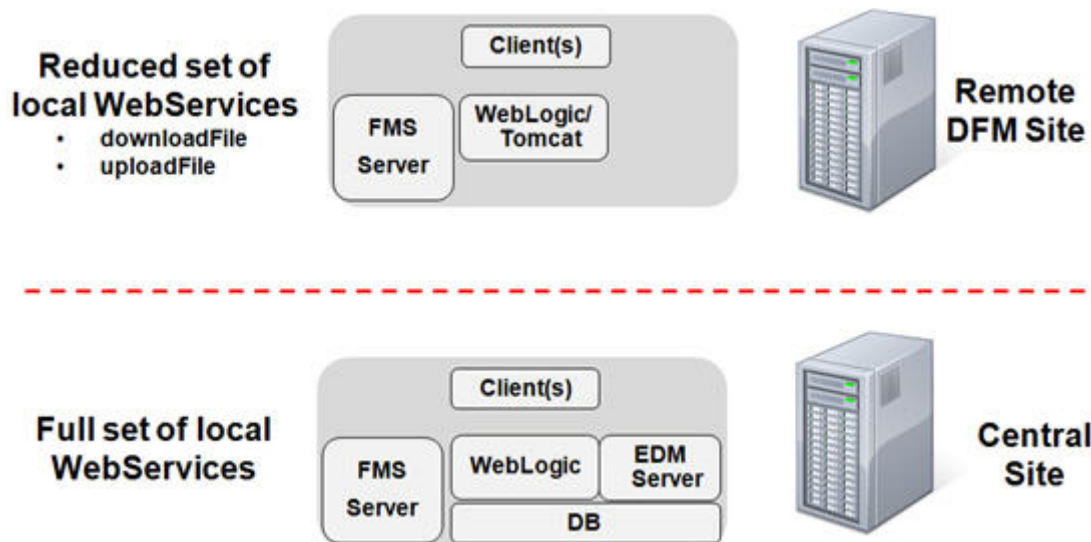 Reduced set of
local WebServices
• downloadFile
• uploadFile
Client(s)
FMS
Server
WebLogic/
Tomcat
Remote
DFM Site
Full set of local
WebServices
Client(s)
FMS
Server
WebLogic
EDM
Server
DB
Central
Site